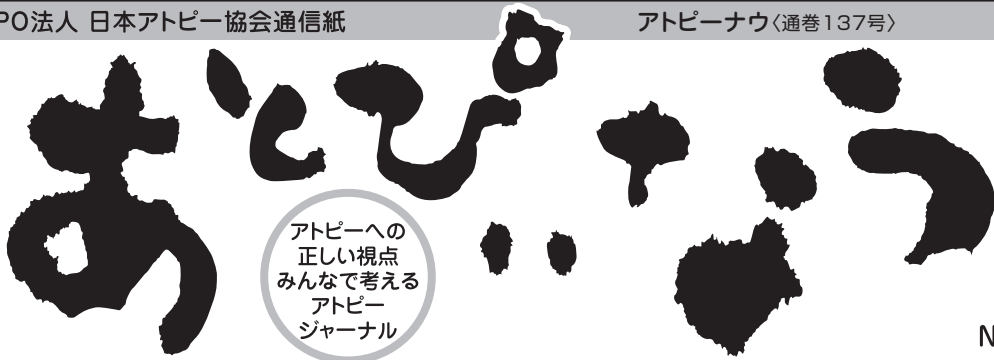 PO法人 日本アトピー協会通信紙
アトピーナウ〈通巻137号〉
あとぴぃなう
アトピーへの
正しい視点
みんなで考える
アトピー
ジャーナル
N